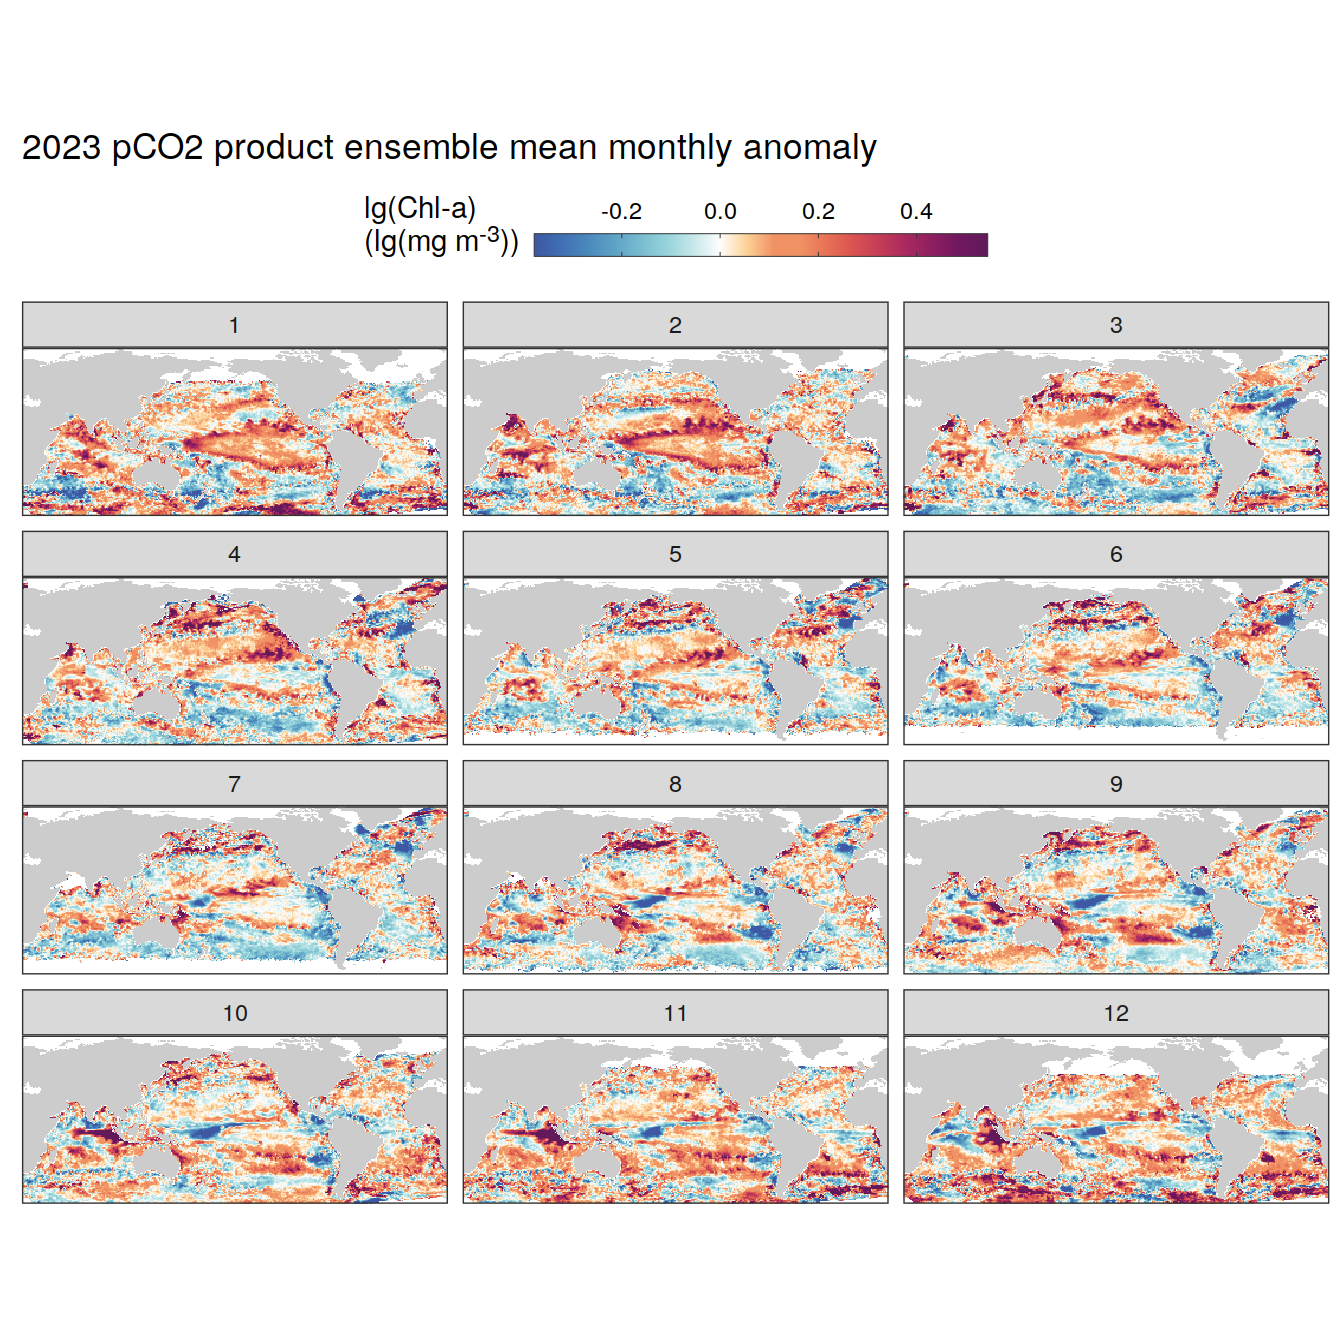 2023 pCO2 product ensemble mean monthly anomaly
lg(Chl-a)
(lg(mg m⁻³))
-0.2 0.0 0.2 0.4
1 2 3
4 5 6
7 8 9
10 11 12